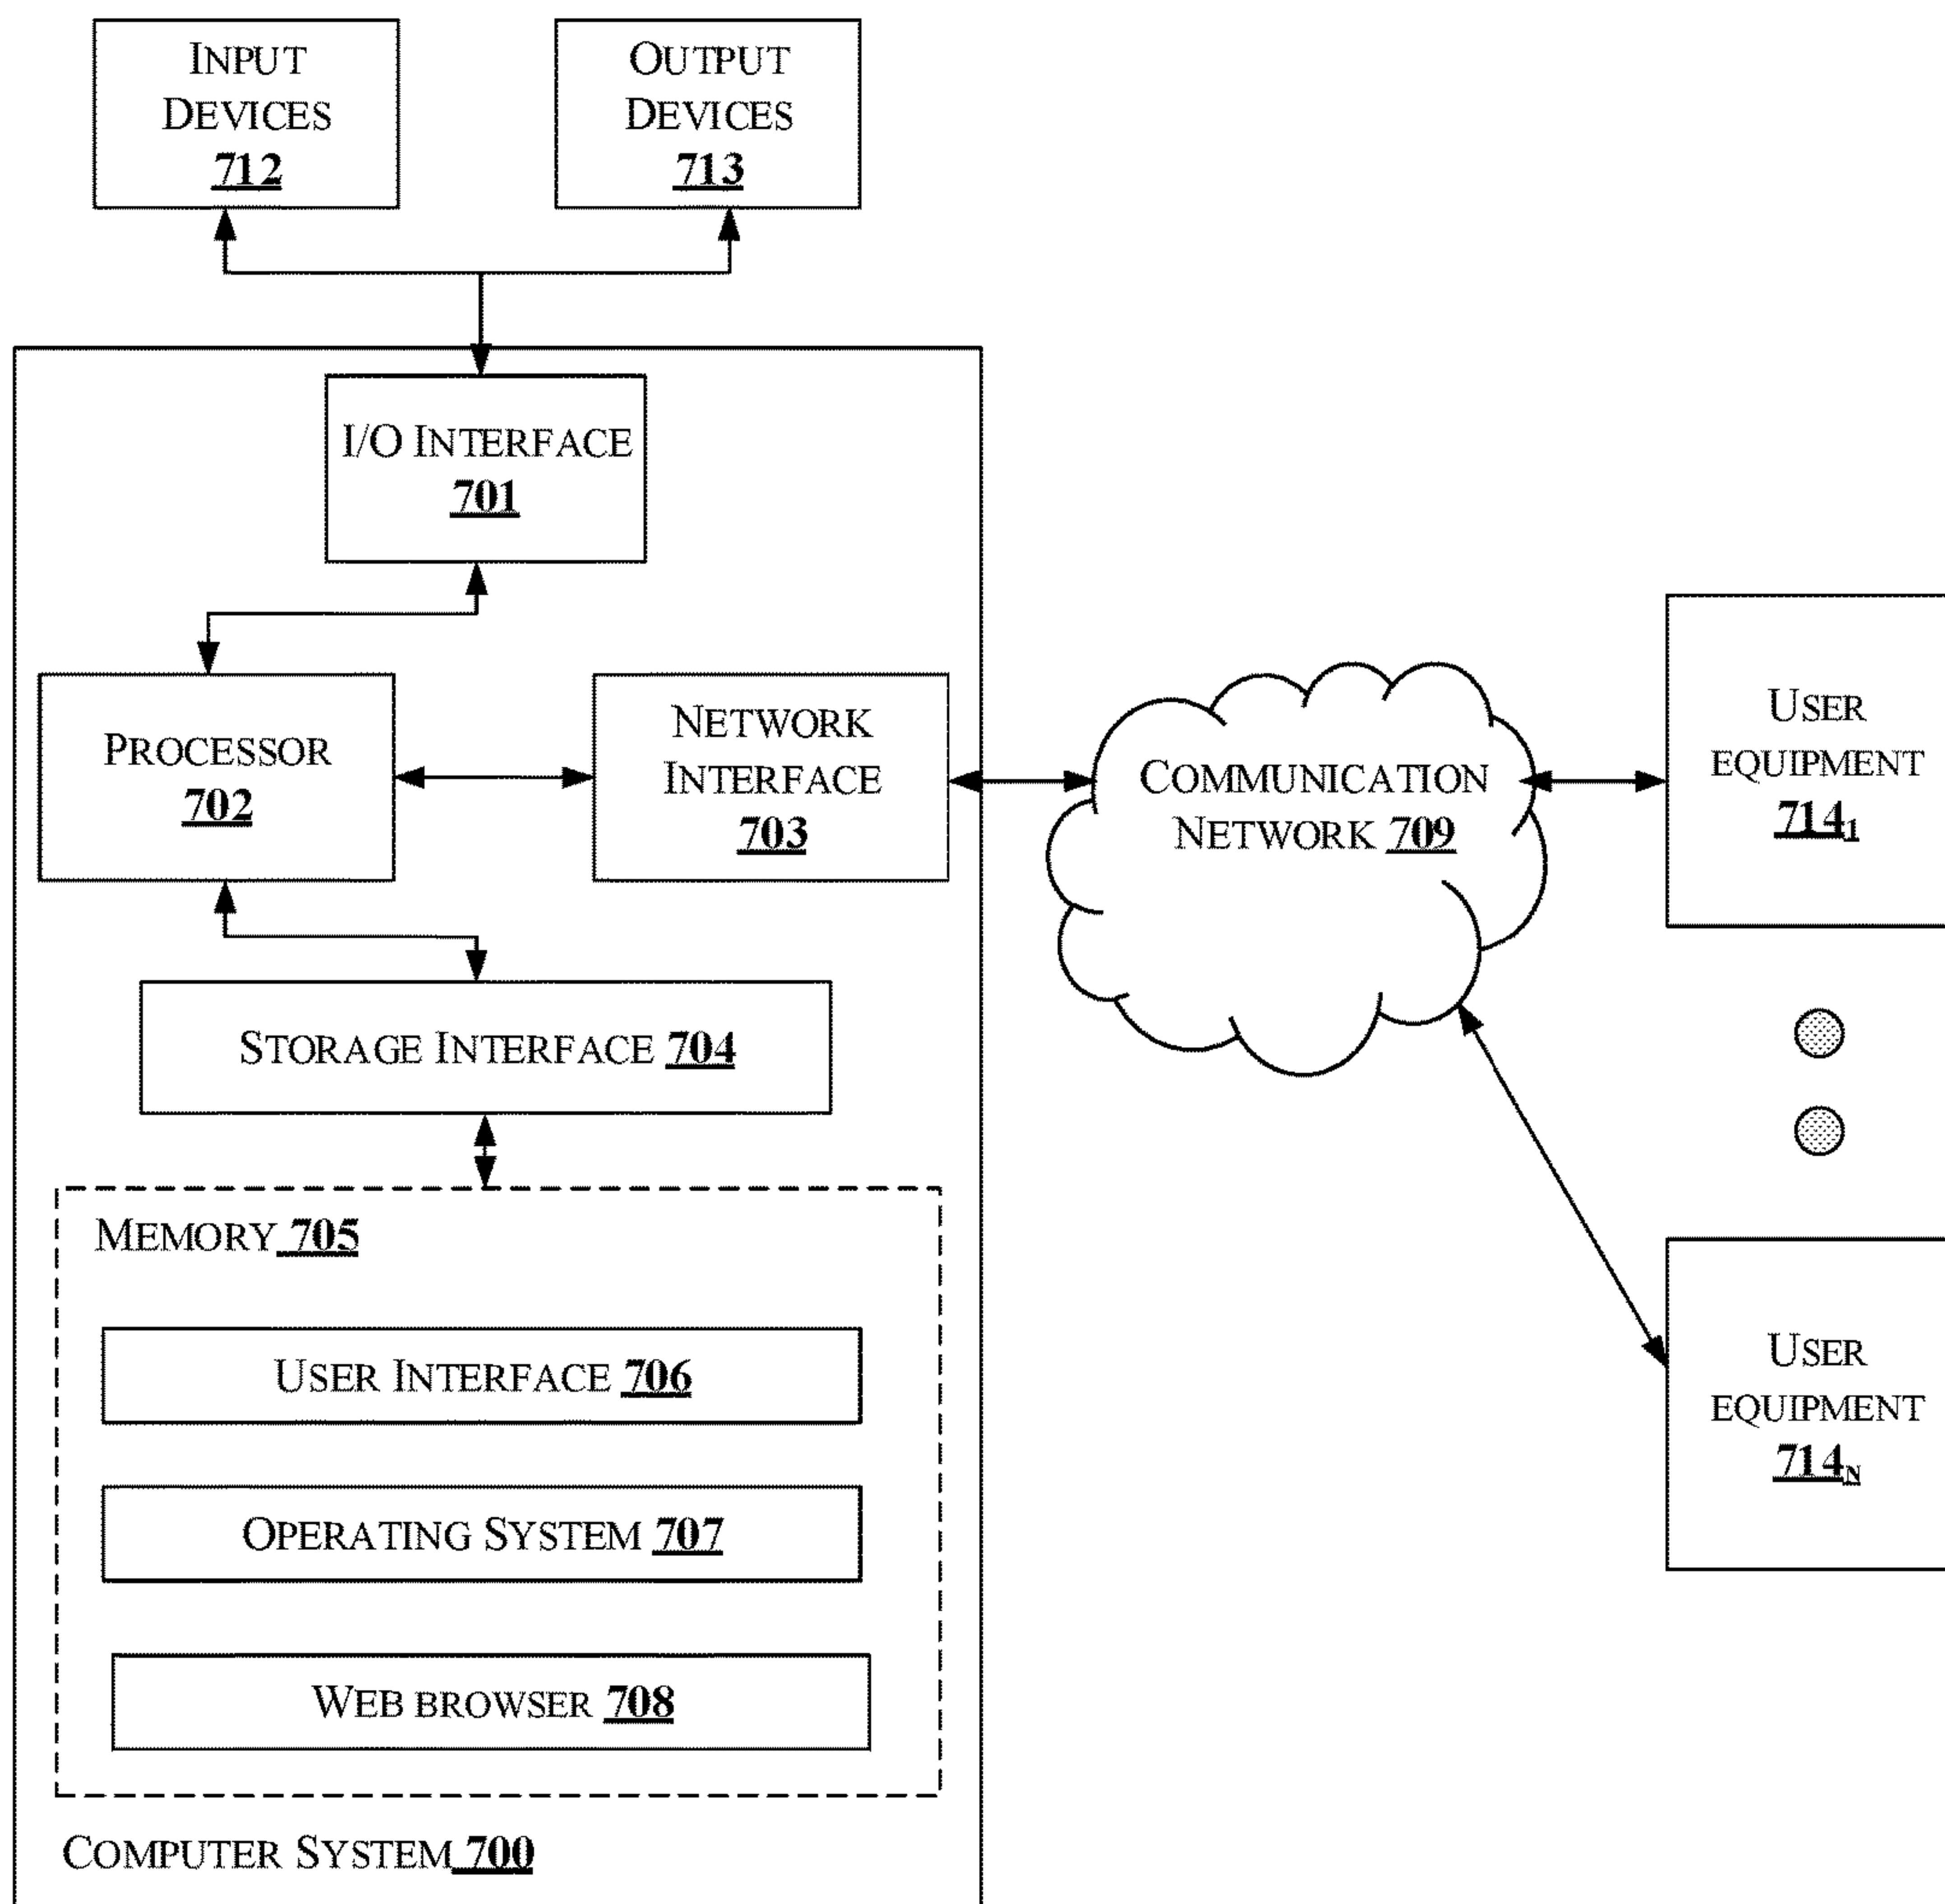 INPUT
DEVICES
712
OUTPUT
DEVICES
713
I/O INTERFACE
701
PROCESSOR
702
NETWORK
INTERFACE
703
COMMUNICATION
NETWORK 709
USER
EQUIPMENT
714₁
STORAGE INTERFACE 704
MEMORY 705
USER INTERFACE 706
OPERATING SYSTEM 707
WEB BROWSER 708
USER
EQUIPMENT
714N
COMPUTER SYSTEM 700